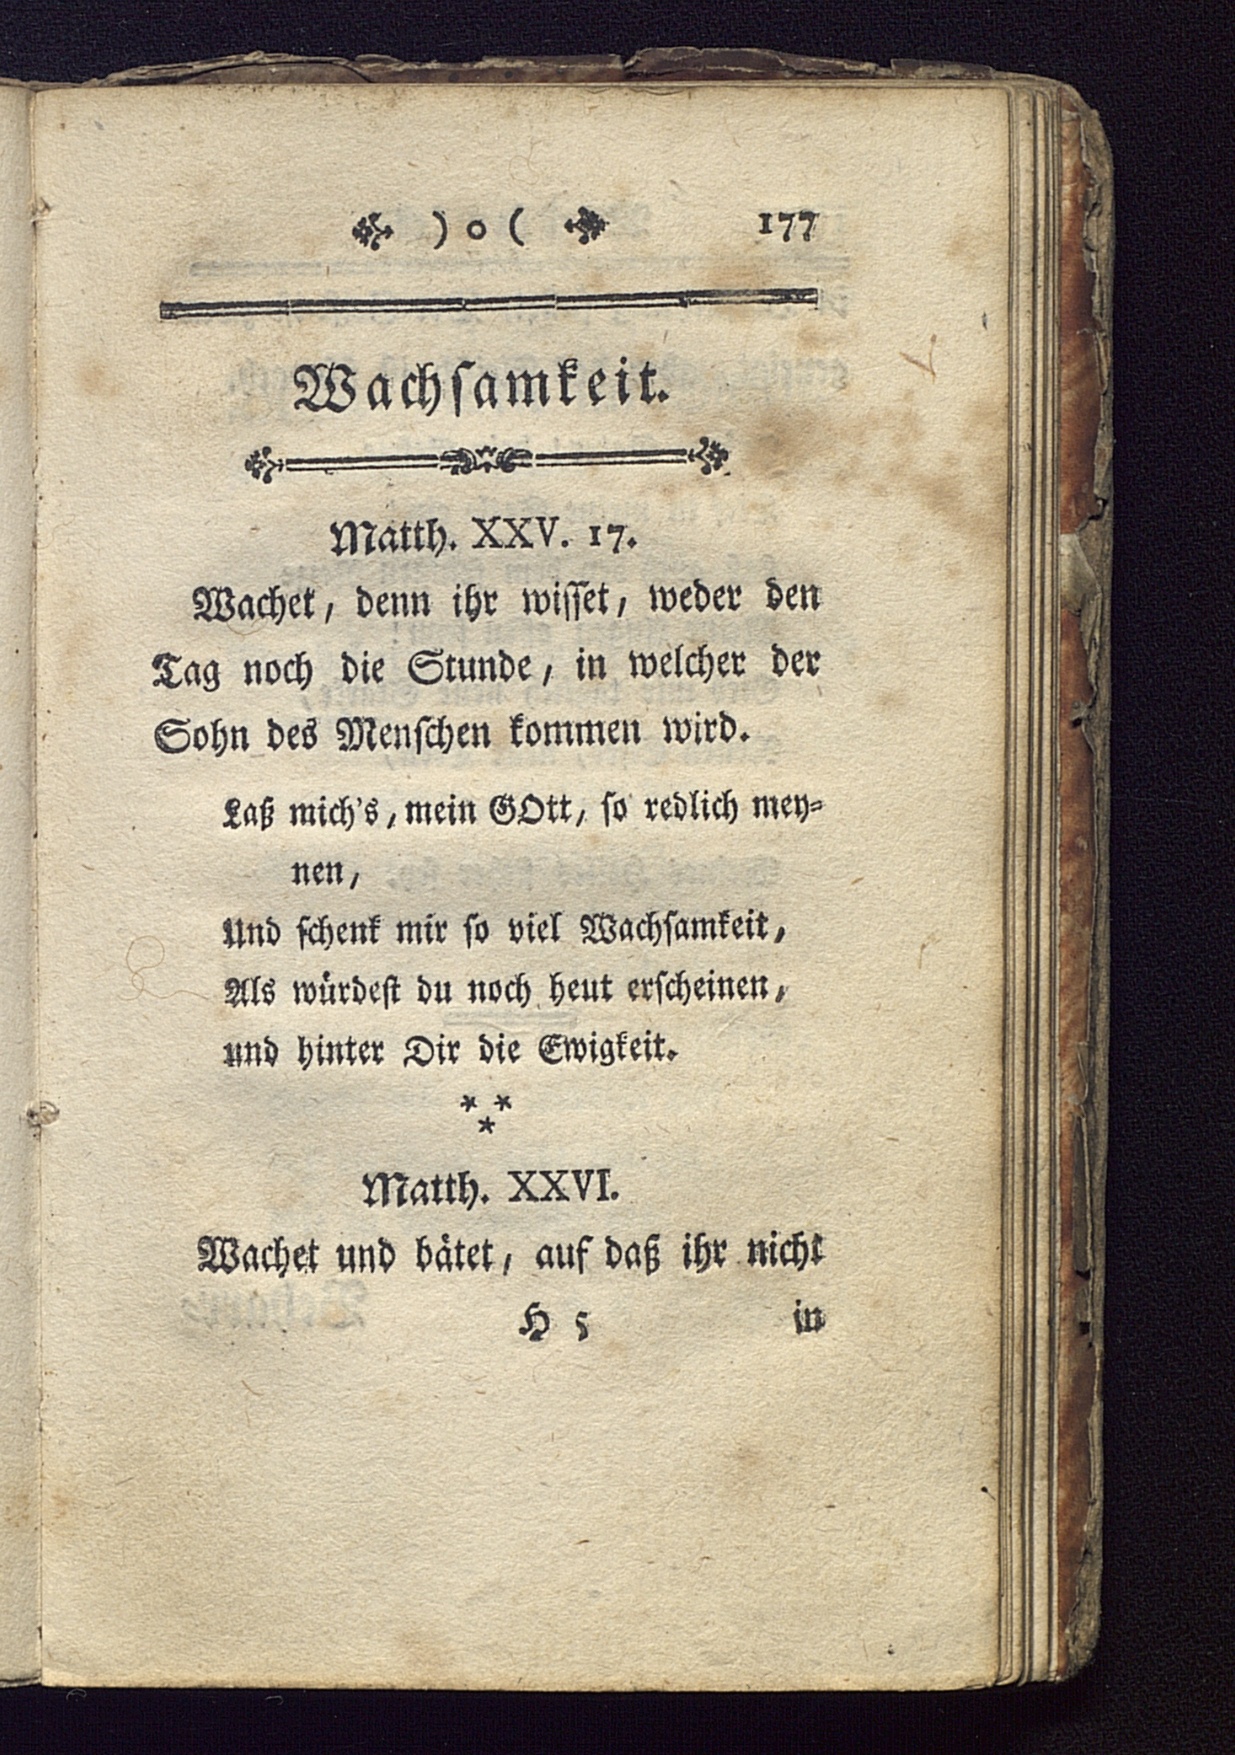 ) o ( 177
Wachſamkeit.
Matth. XXV. 17.
Wachet, denn ihr wiſſet, weder den
Tag noch die Stunde, in welcher der
Sohn des Menſchen kommen wird.
Laß mich's, mein GOtt, ſo redlich mey-
nen,
Und ſchenk mir ſo viel Wachſamkeit,
Als würdeſt du noch heut erſcheinen,
und hinter Dir die Ewigkeit.
* *
*
Matth. XXVI.
Wachet und bätet, auf daß ihr nicht
H 5 in